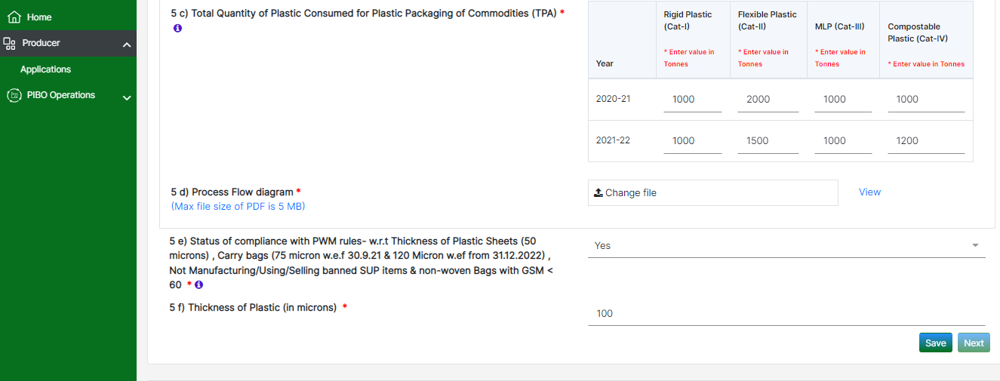 Home
Producer
Applications
PIBO Operations
5 c) Total Quantity of Plastic Consumed for Plastic Packaging of Commodities (TPA) *
Year
Rigid Plastic
(Cat-I)
* Enter value in
Tonnes
Flexible Plastic
(Cat-II)
* Enter value in
Tonnes
MLP (Cat-III)
* Enter value in
Tonnes
Compostable
Plastic (Cat-IV)
* Enter value in Tonnes
2020-21 1000 2000 1000 1000
2021-22 1000 1500 1000 1200
5 d) Process Flow diagram *
(Max file size of PDF is 5 MB)
Change file
View
5 e) Status of compliance with PWM rules- w.r.t Thickness of Plastic Sheets (50
microns) , Carry bags (75 micron w.e.f 30.9.21 & 120 Micron w.ef from 31.12.2022) ,
Not Manufacturing/Using/Selling banned SUP items & non-woven Bags with GSM <
60 *
Yes
5 f) Thickness of Plastic (in microns) *
100
Save
Next